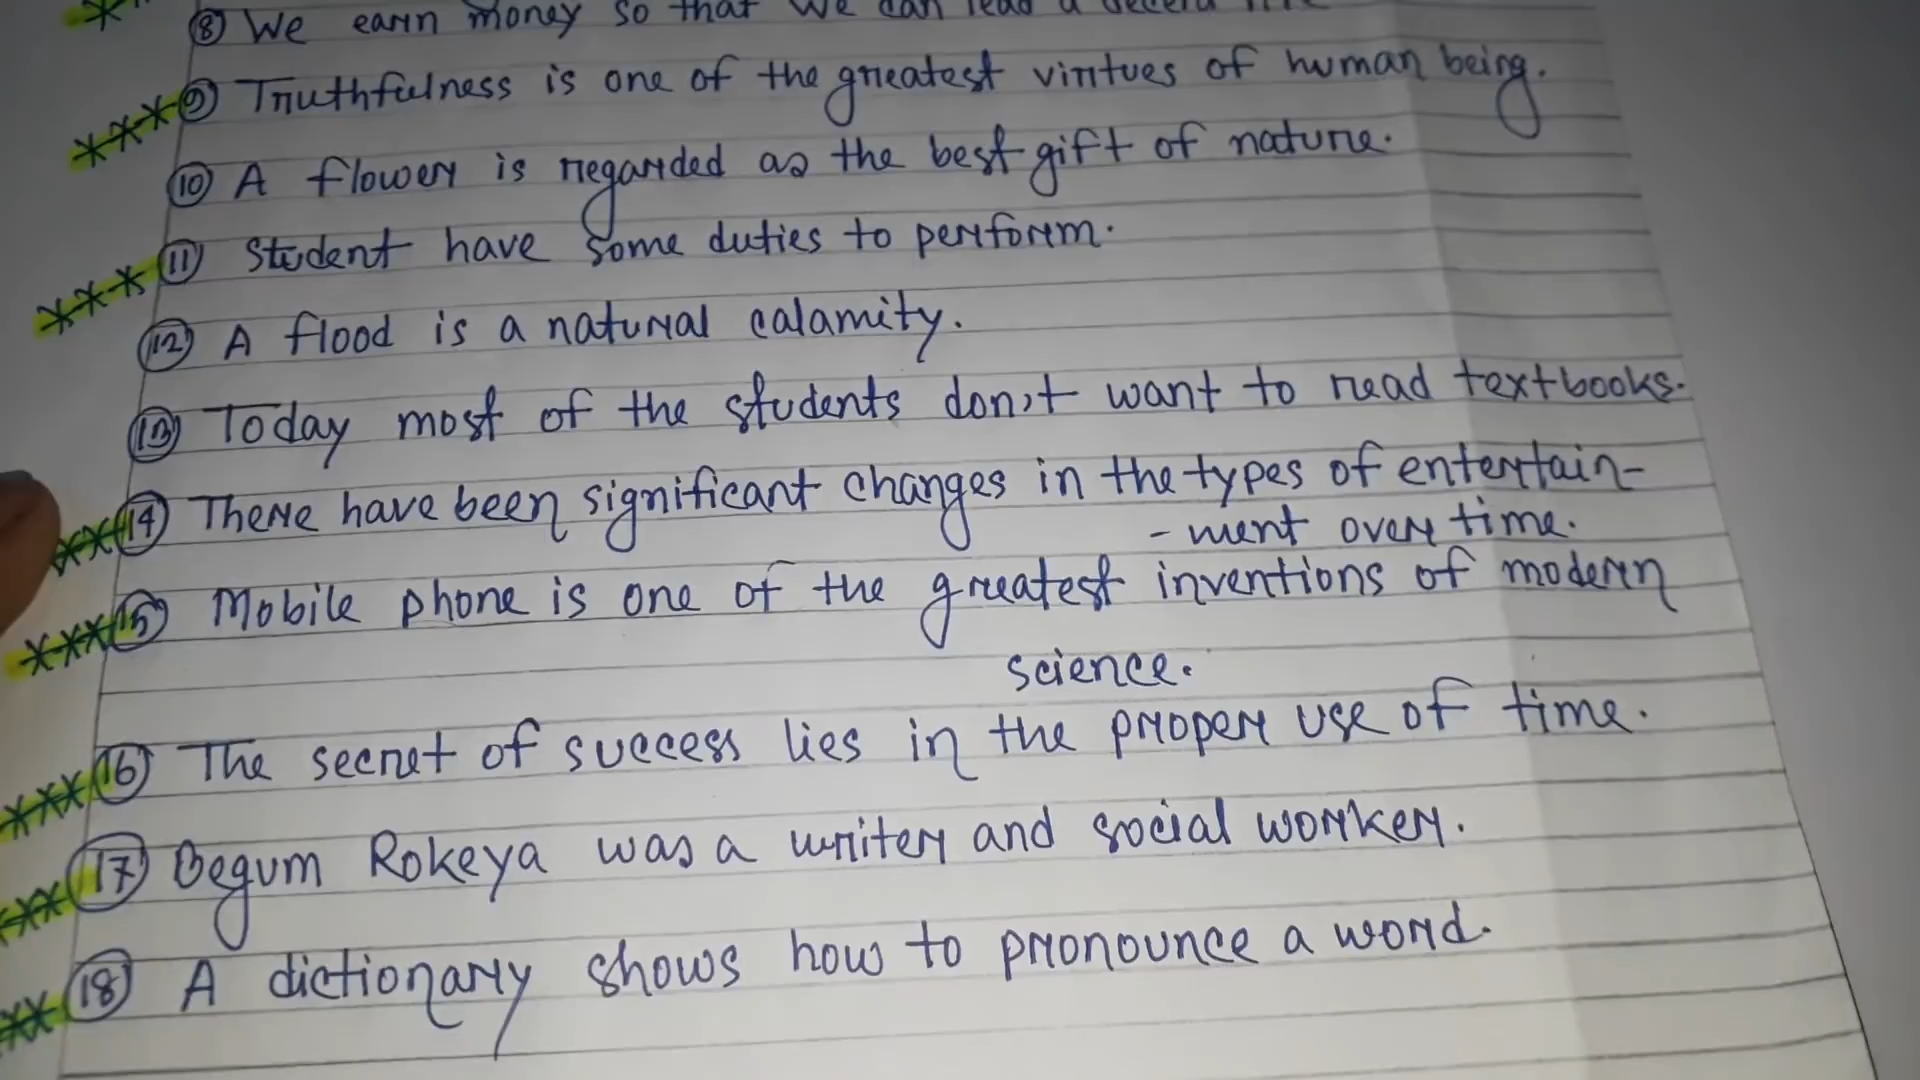 ⑧ We earn money so that we can lead a
***⑨ Truthfulness is one of the greatest virtues of human being.
⑩ A flower is regarded as the best gift of nature.
***⑪ Student have some duties to perform.
⑫ A flood is a natural calamity.
⑬ Today most of the students don't want to read textbooks.
**⑭ There have been significant changes in the types of entertain-
- ment over time.
***⑮ Mobile phone is one of the greatest inventions of modern
science.
***⑯ The secret of success lies in the proper use of time.
**⑰ Begum Rokeya was a writer and social worker.
**⑱ A dictionary shows how to pronounce a word.